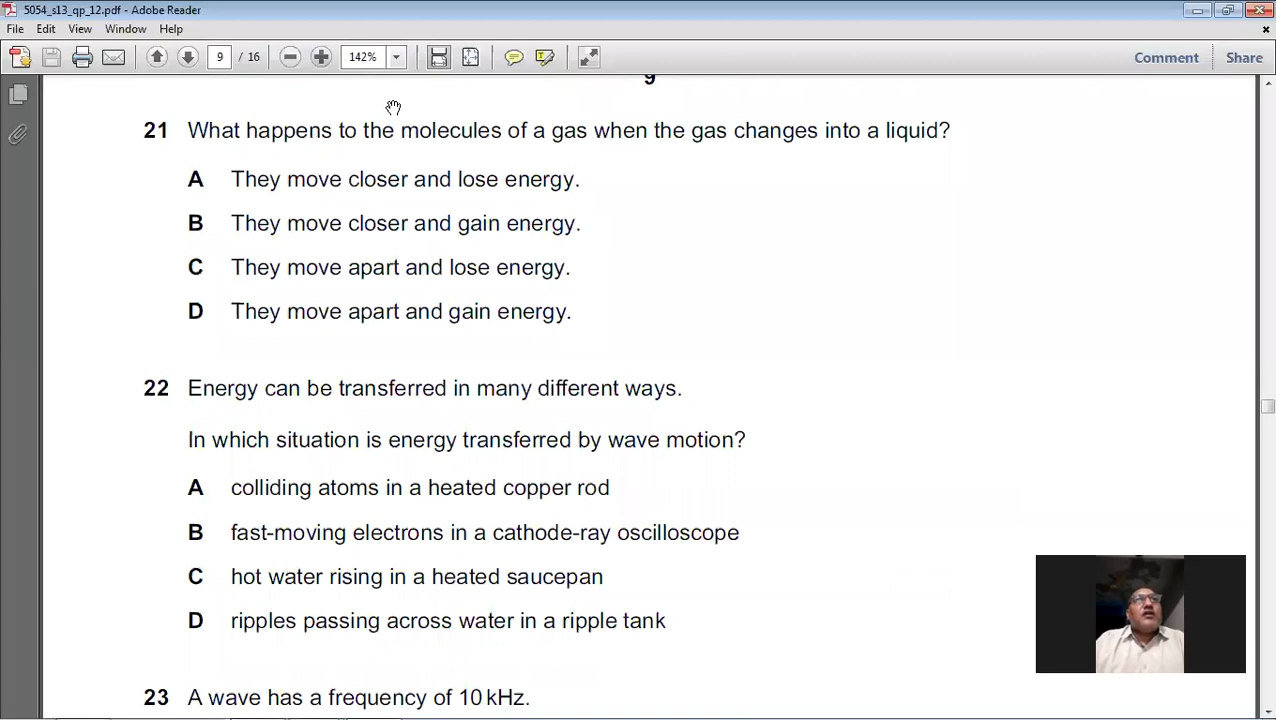 5054_s13_qp_12.pdf - Adobe Reader
File Edit View Window Help
9 / 16 142% Comment Share
9
21 What happens to the molecules of a gas when the gas changes into a liquid?
A They move closer and lose energy.
B They move closer and gain energy.
C They move apart and lose energy.
D They move apart and gain energy.
22 Energy can be transferred in many different ways.
In which situation is energy transferred by wave motion?
A colliding atoms in a heated copper rod
B fast-moving electrons in a cathode-ray oscilloscope
C hot water rising in a heated saucepan
D ripples passing across water in a ripple tank
23 A wave has a frequency of 10 kHz.